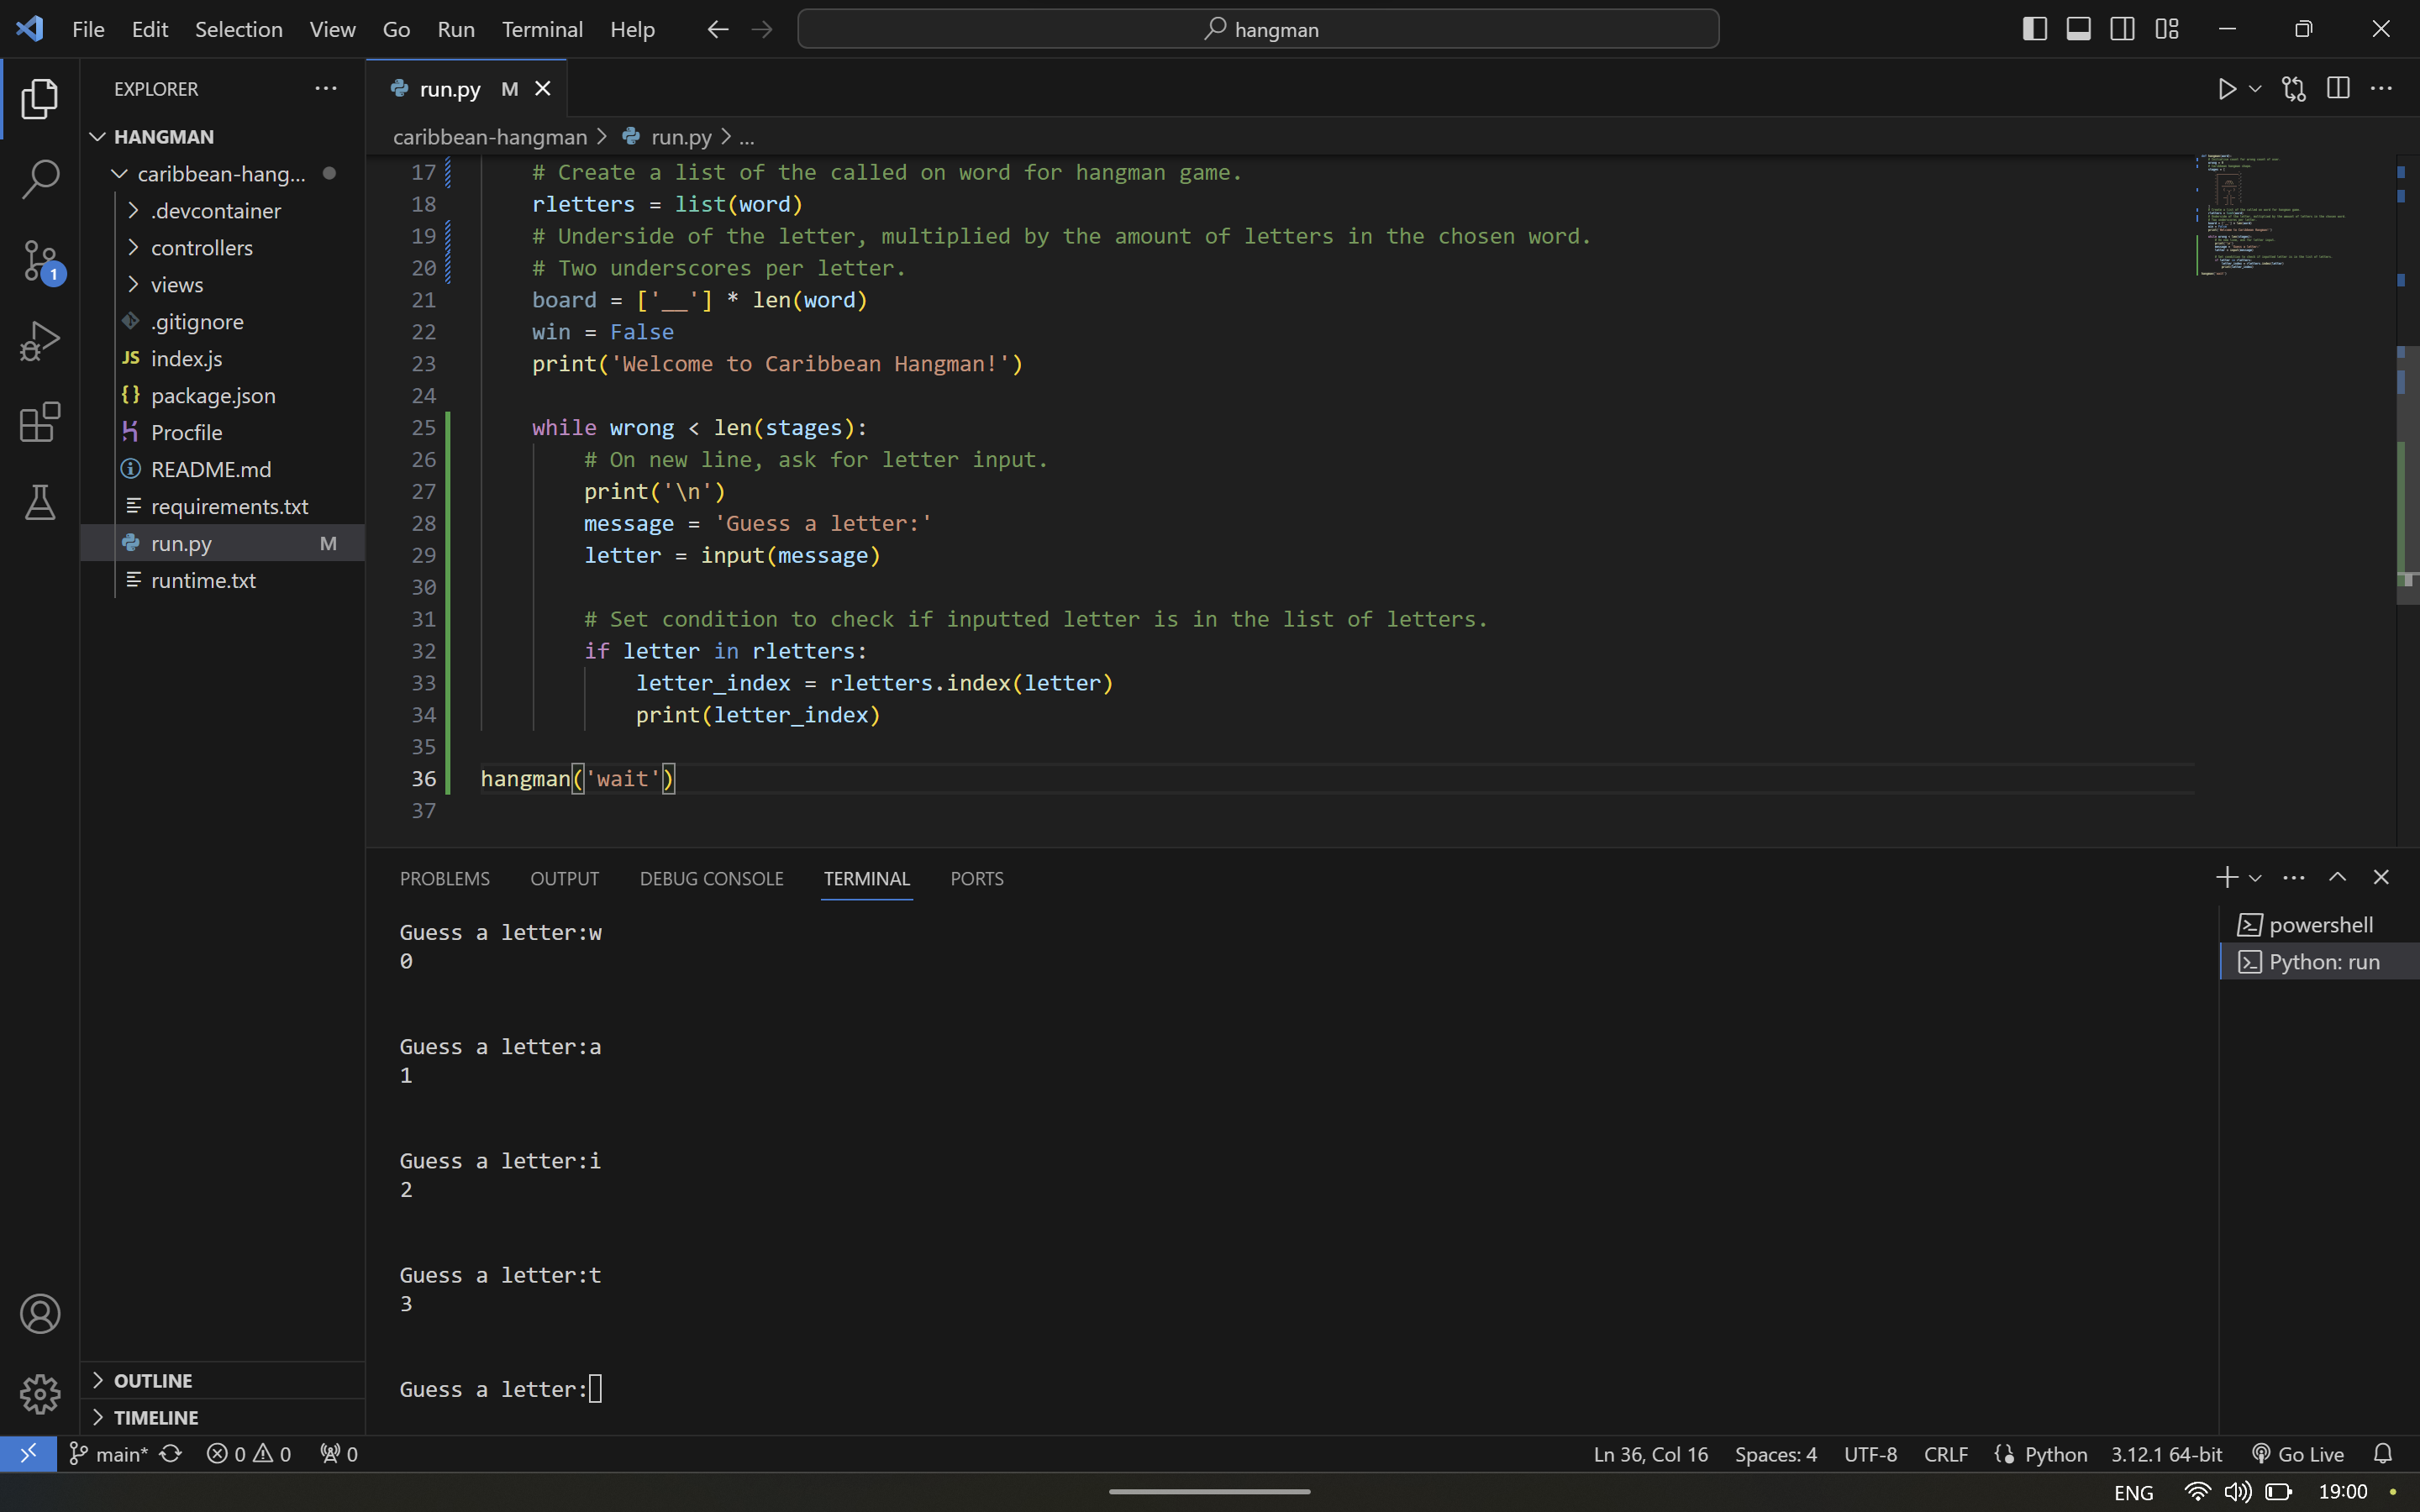 File Edit Selection View Go Run Terminal Help hangman
EXPLORER
run.py M
HANGMAN
caribbean-hangman > run.py > ...
caribbean-hang...
.devcontainer
controllers
views
.gitignore
JS index.js
{} package.json
Procfile
README.md
requirements.txt
run.py M
runtime.txt
1
17 # Create a list of the called on word for hangman game.
18 rletters = list(word)
19 # Underside of the letter, multiplied by the amount of letters in the chosen word.
20 # Two underscores per letter.
21 board = ['__'] * len(word)
22 win = False
23 print('Welcome to Caribbean Hangman!')
24
25 while wrong < len(stages):
26 # On new line, ask for letter input.
27 print('\n')
28 message = 'Guess a letter:'
29 letter = input(message)
30
31 # Set condition to check if inputted letter is in the list of letters.
32 if letter in rletters:
33 letter_index = rletters.index(letter)
34 print(letter_index)
35
36 hangman('wait')
37
PROBLEMS OUTPUT DEBUG CONSOLE TERMINAL PORTS
Guess a letter:w
0
Guess a letter:a
1
Guess a letter:i
2
Guess a letter:t
3
Guess a letter:
powershell
Python: run
OUTLINE
TIMELINE
main* 0 0 0 Ln 36, Col 16 Spaces: 4 UTF-8 CRLF Python 3.12.1 64-bit Go Live
ENG 19:00